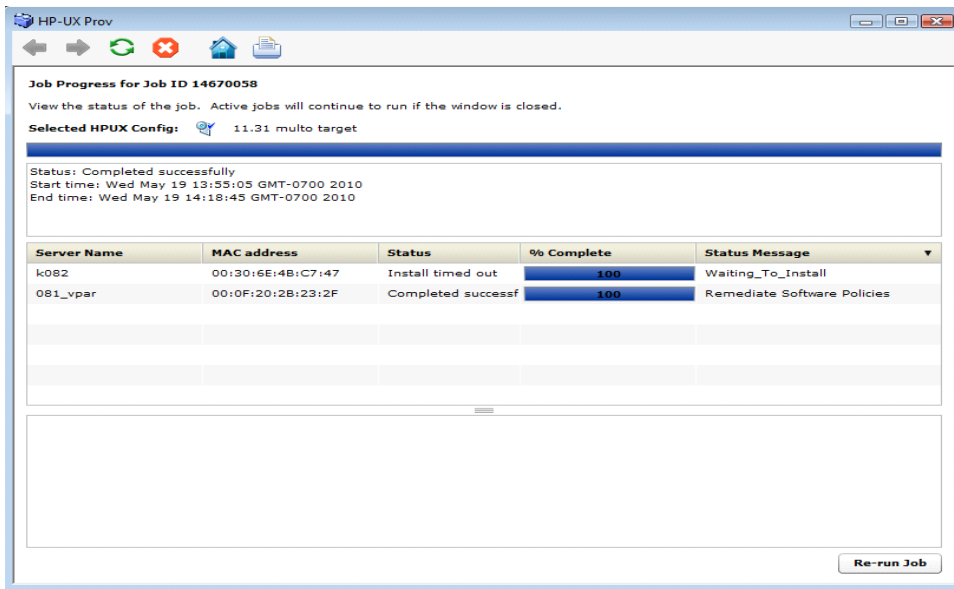 HP-UX Prov
Job Progress for Job ID 14670058
View the status of the job. Active jobs will continue to run if the window is closed.
Selected HPUX Config: 11.31 multo target
Status: Completed successfully
Start time: Wed May 19 13:55:05 GMT-0700 2010
End time: Wed May 19 14:18:45 GMT-0700 2010
Server Name MAC address Status % Complete Status Message
k082 00:30:6E:4B:C7:47 Install timed out 100 Waiting_To_Install
081_vpar 00:0F:20:2B:23:2F Completed successf 100 Remediate Software Policies
Re-run Job